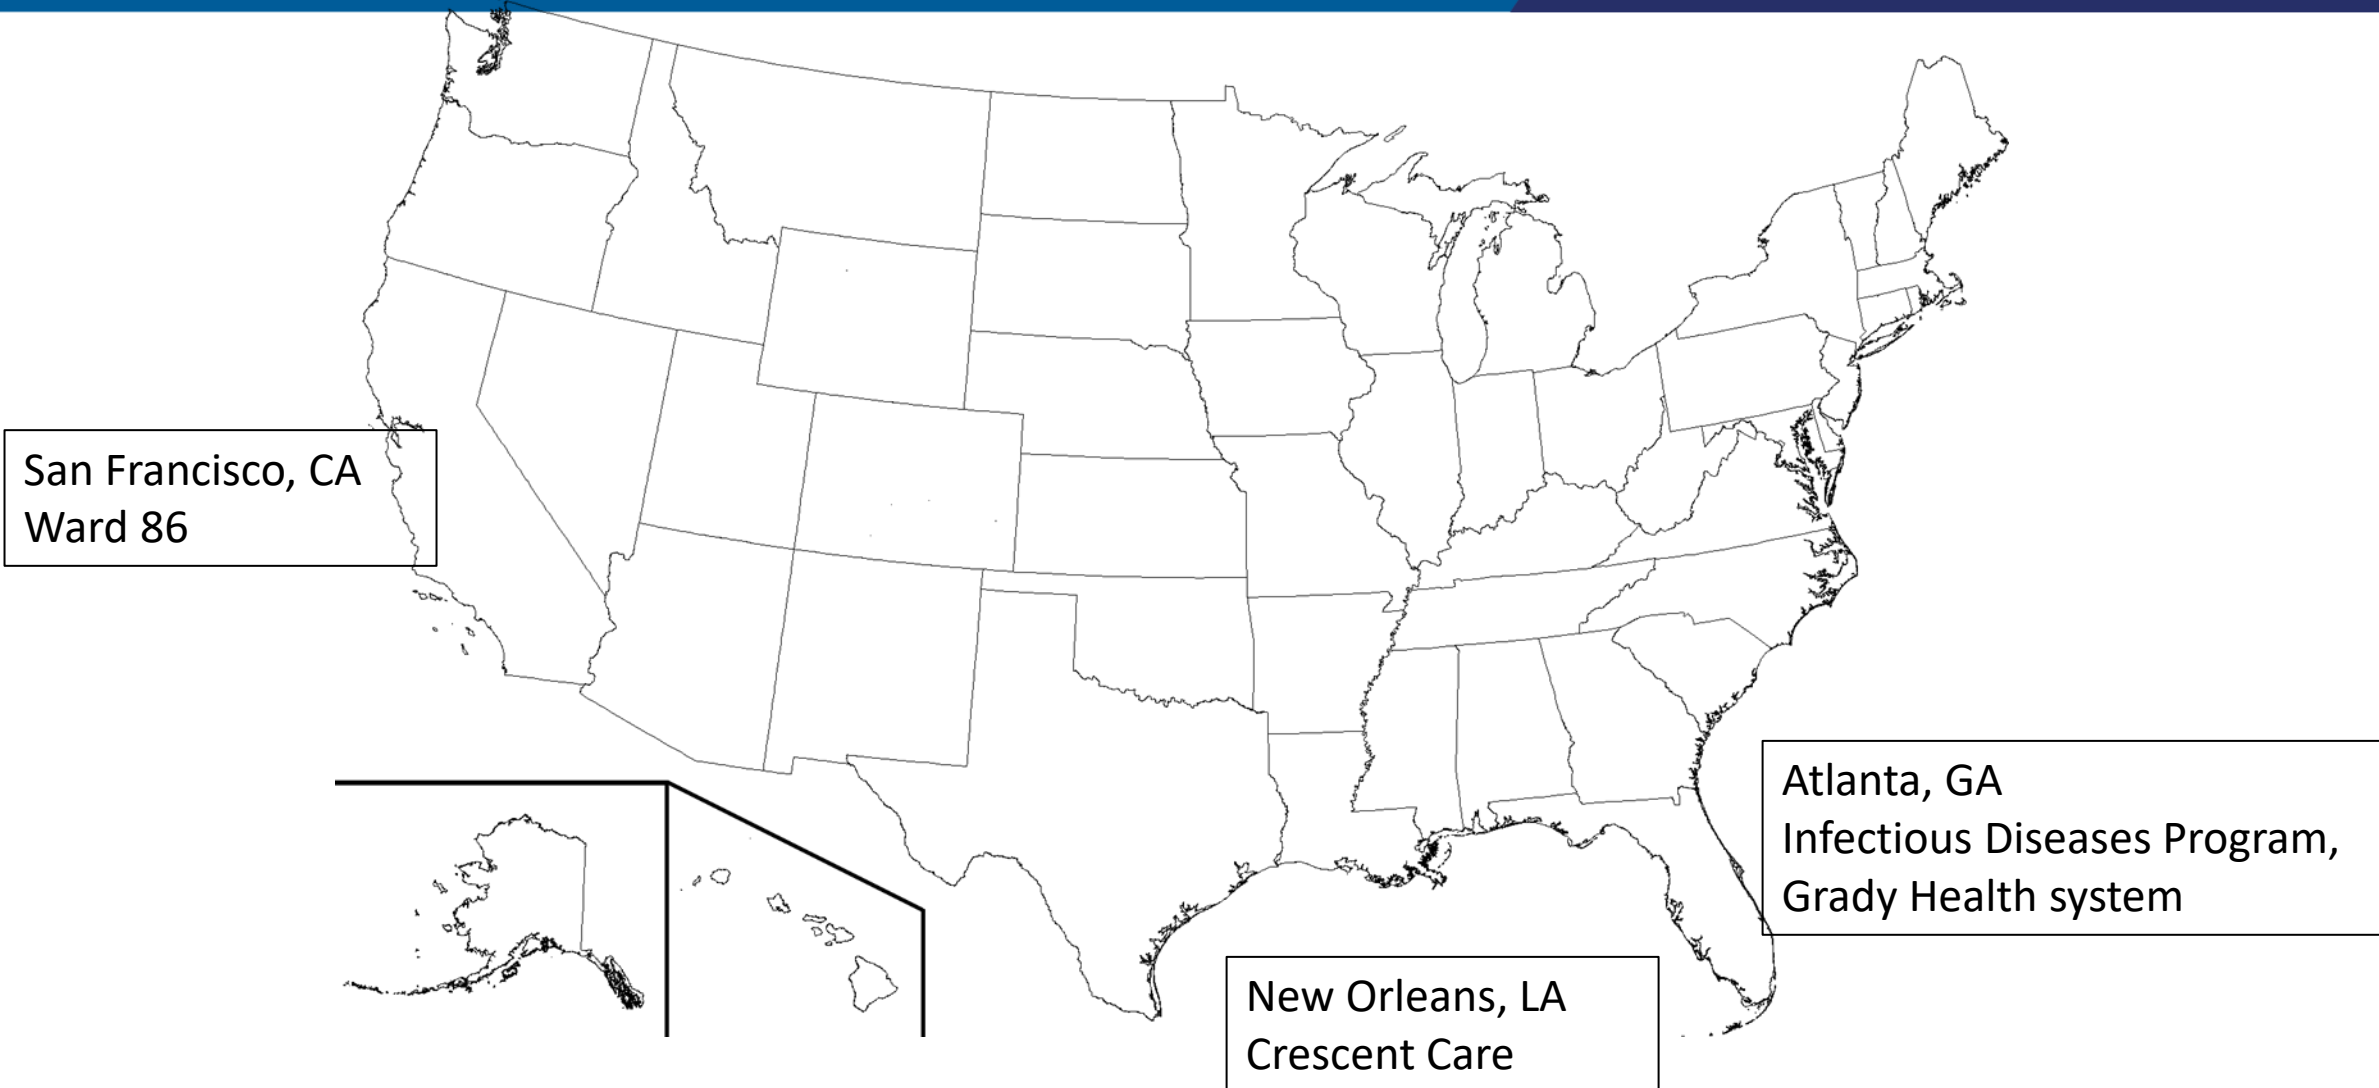 San Francisco, CA
Ward 86
Atlanta, GA
Infectious Diseases Program,
Grady Health system
New Orleans, LA
Crescent Care